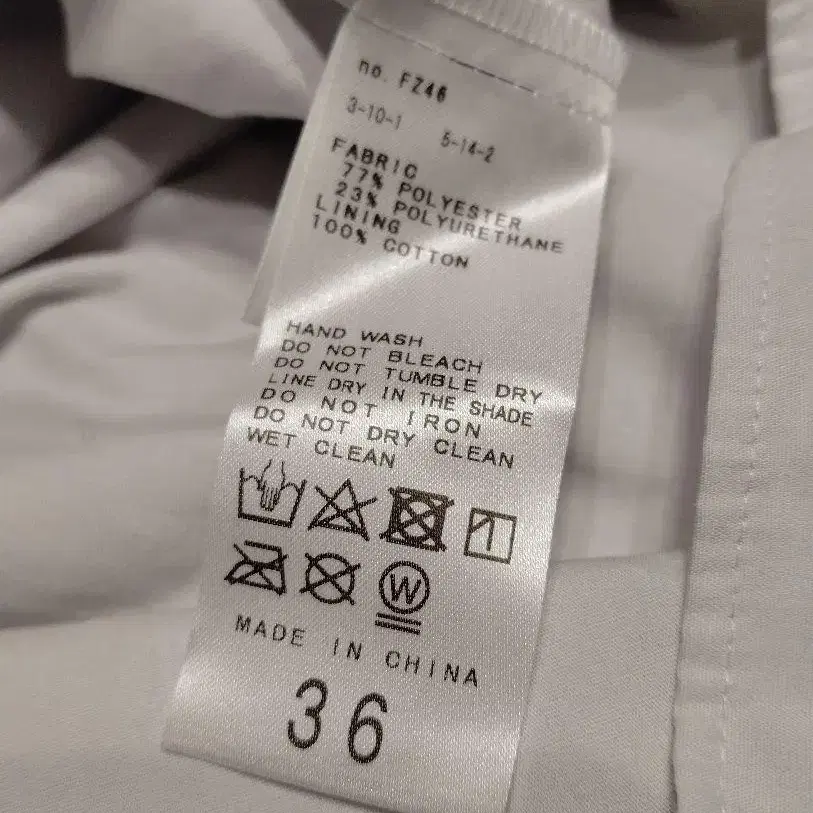 no. FZ46
3-10-1 5-14-2
FABRIC
77% POLYESTER
23% POLYURETHANE
LINING
100% COTTON
HAND WASH
DO NOT BLEACH
DO NOT TUMBLE DRY
LINE DRY IN THE SHADE
DO NOT IRON
DO NOT DRY CLEAN
WET CLEAN
W
MADE IN CHINA
36